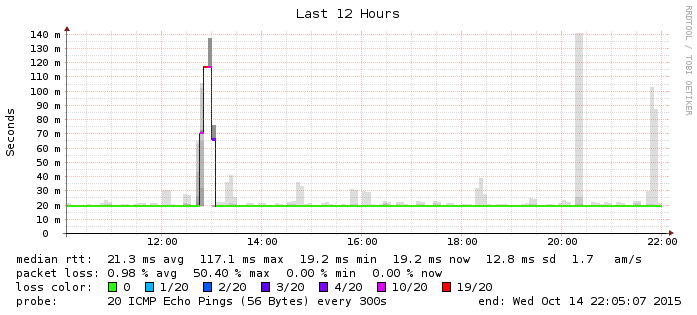 Last 12 Hours
RRDTOOL / TOBI OETIKER
Seconds
140 m
130 m
120 m
110 m
100 m
90 m
80 m
70 m
60 m
50 m
40 m
30 m
20 m
10 m
0
12:00 14:00 16:00 18:00 20:00 22:00
median rtt: 21.3 ms avg 117.1 ms max 19.2 ms min 19.2 ms now 12.8 ms sd 1.7 am/s
packet loss: 0.98 % avg 50.40 % max 0.00 % min 0.00 % now
loss color: 0 1/20 2/20 3/20 4/20 10/20 19/20
probe: 20 ICMP Echo Pings (56 Bytes) every 300s end: Wed Oct 14 22:05:07 2015